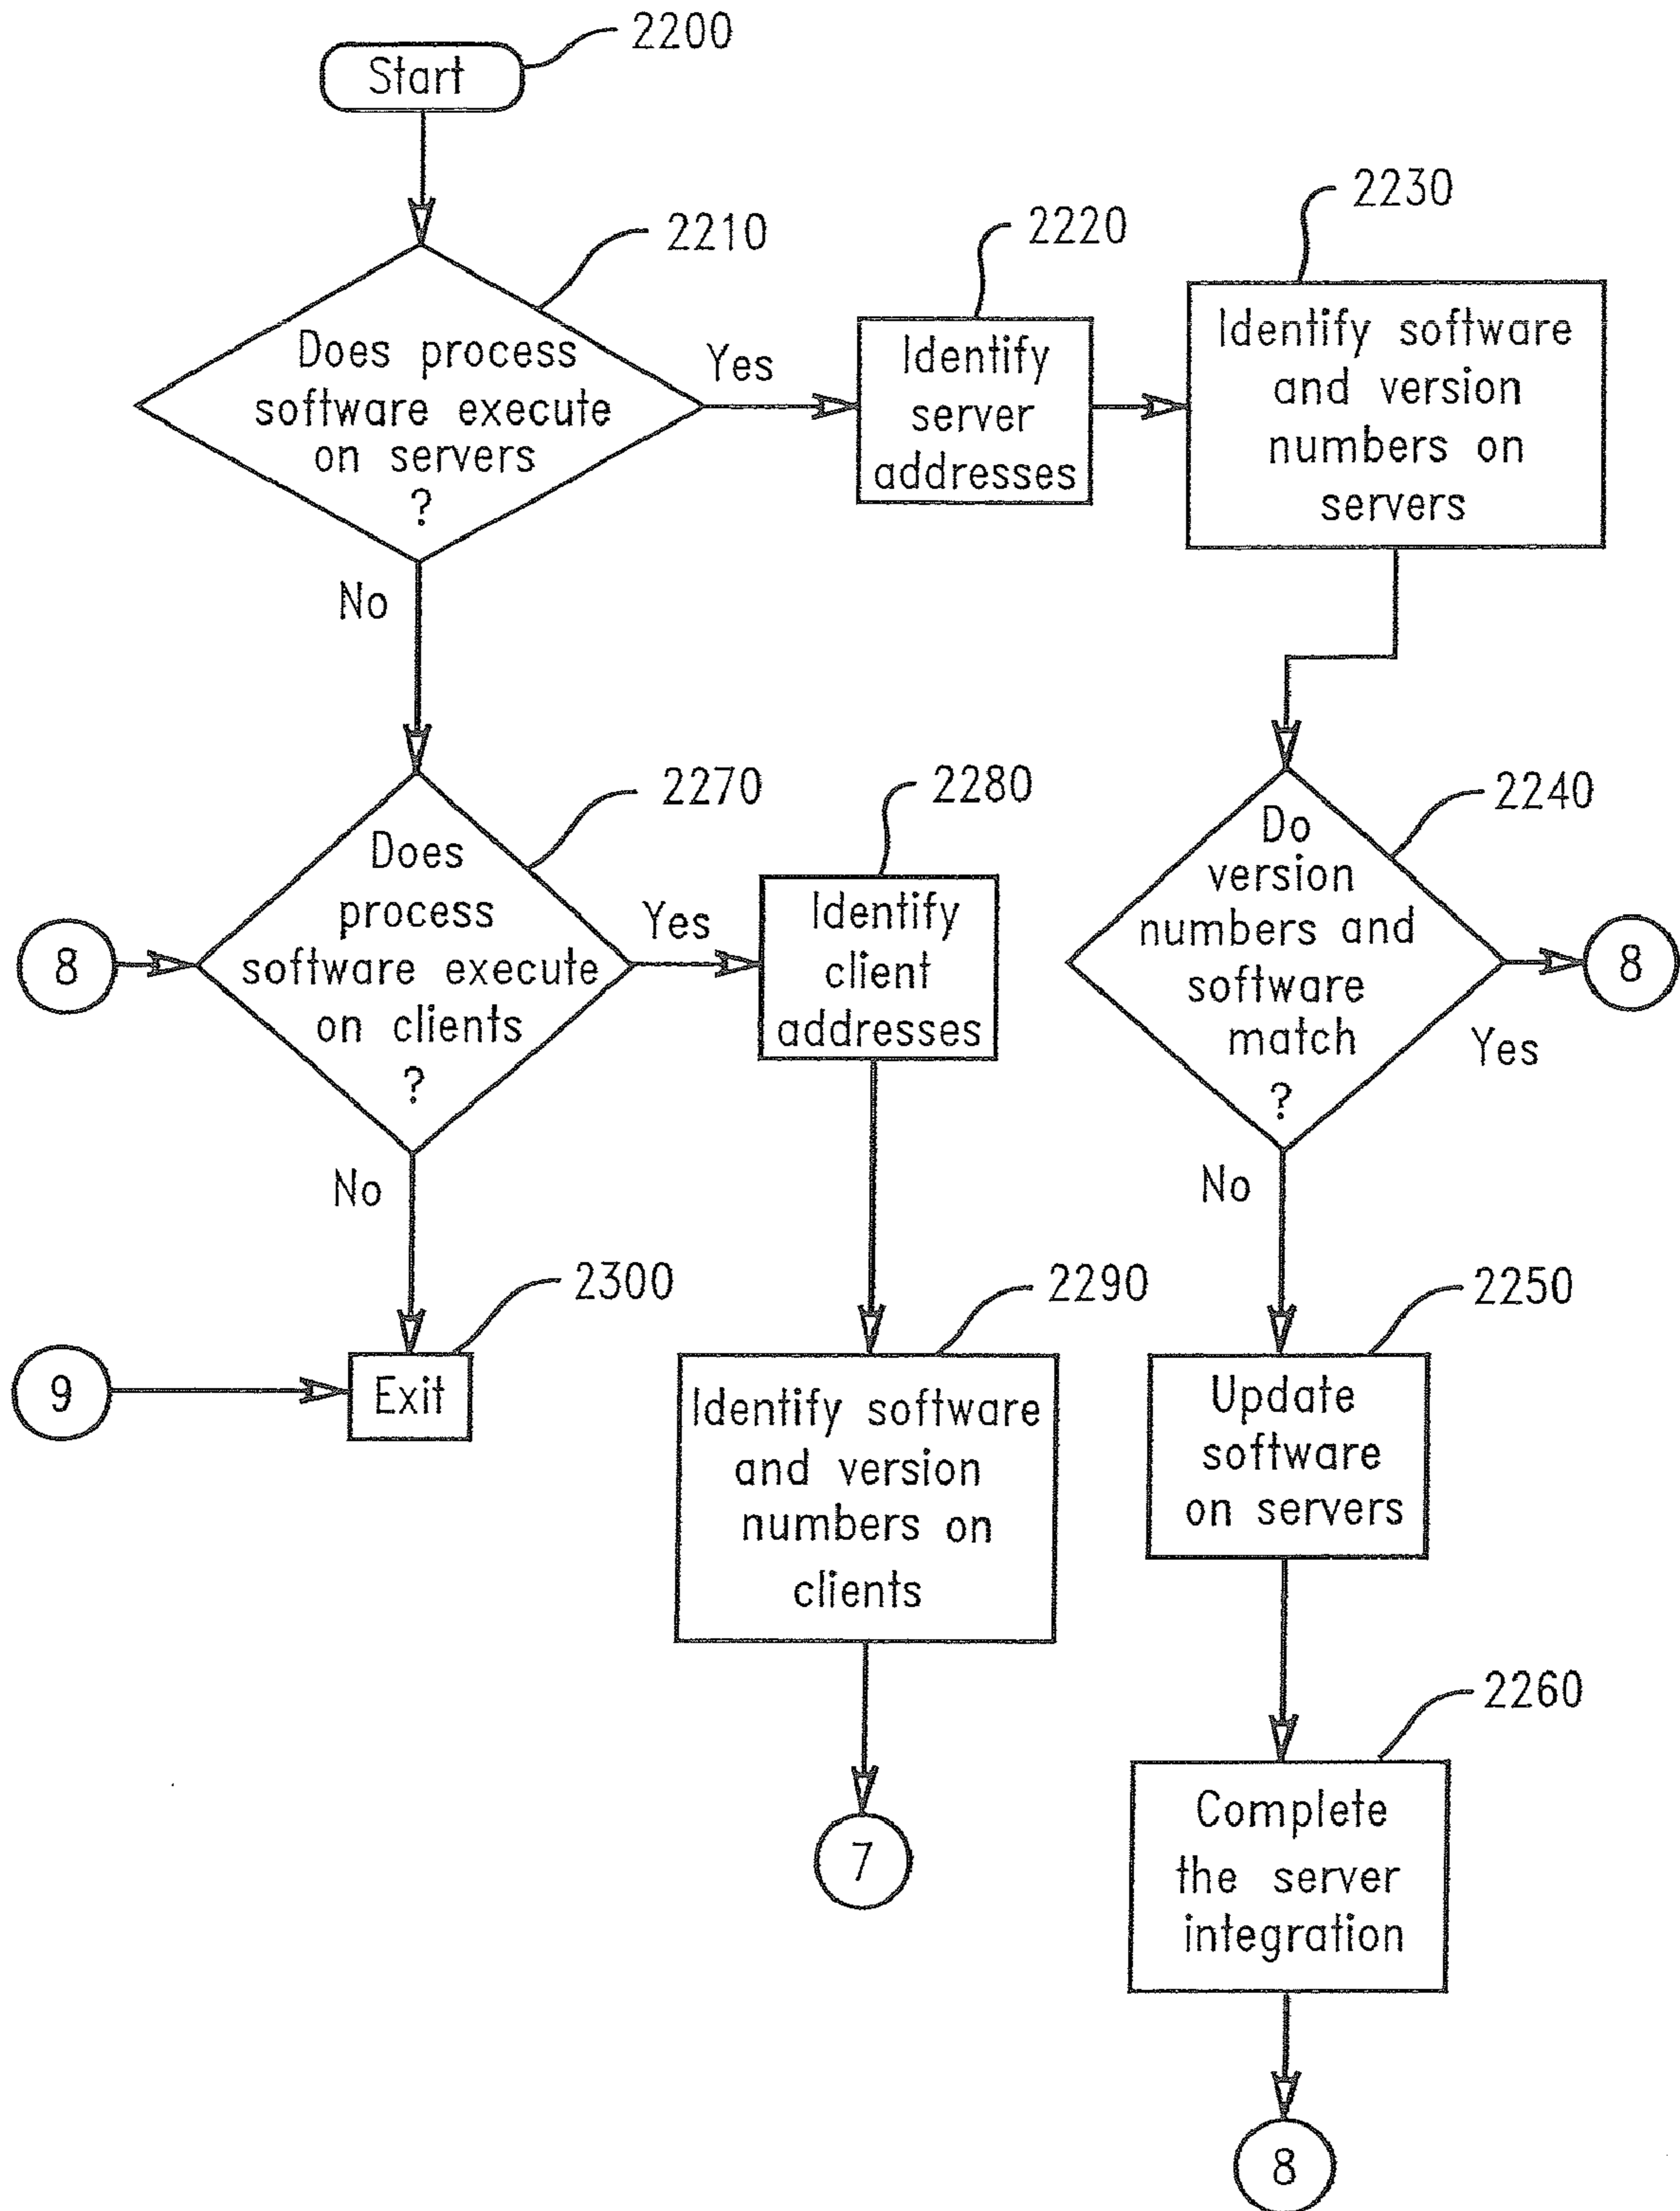 2200
Start
2210
Does process
software execute
on servers
?
Yes
2220
Identify
server
addresses
2230
Identify software
and version
numbers on
servers
No
2270
Does
process
software execute
on clients
?
8
Yes
2280
Identify
client
addresses
2240
Do
version
numbers and
software
match
?
8
Yes
No
No
2300
Exit
9
2290
Identify software
and version
numbers on
clients
7
2250
Update
software
on servers
2260
Complete
the server
integration
8